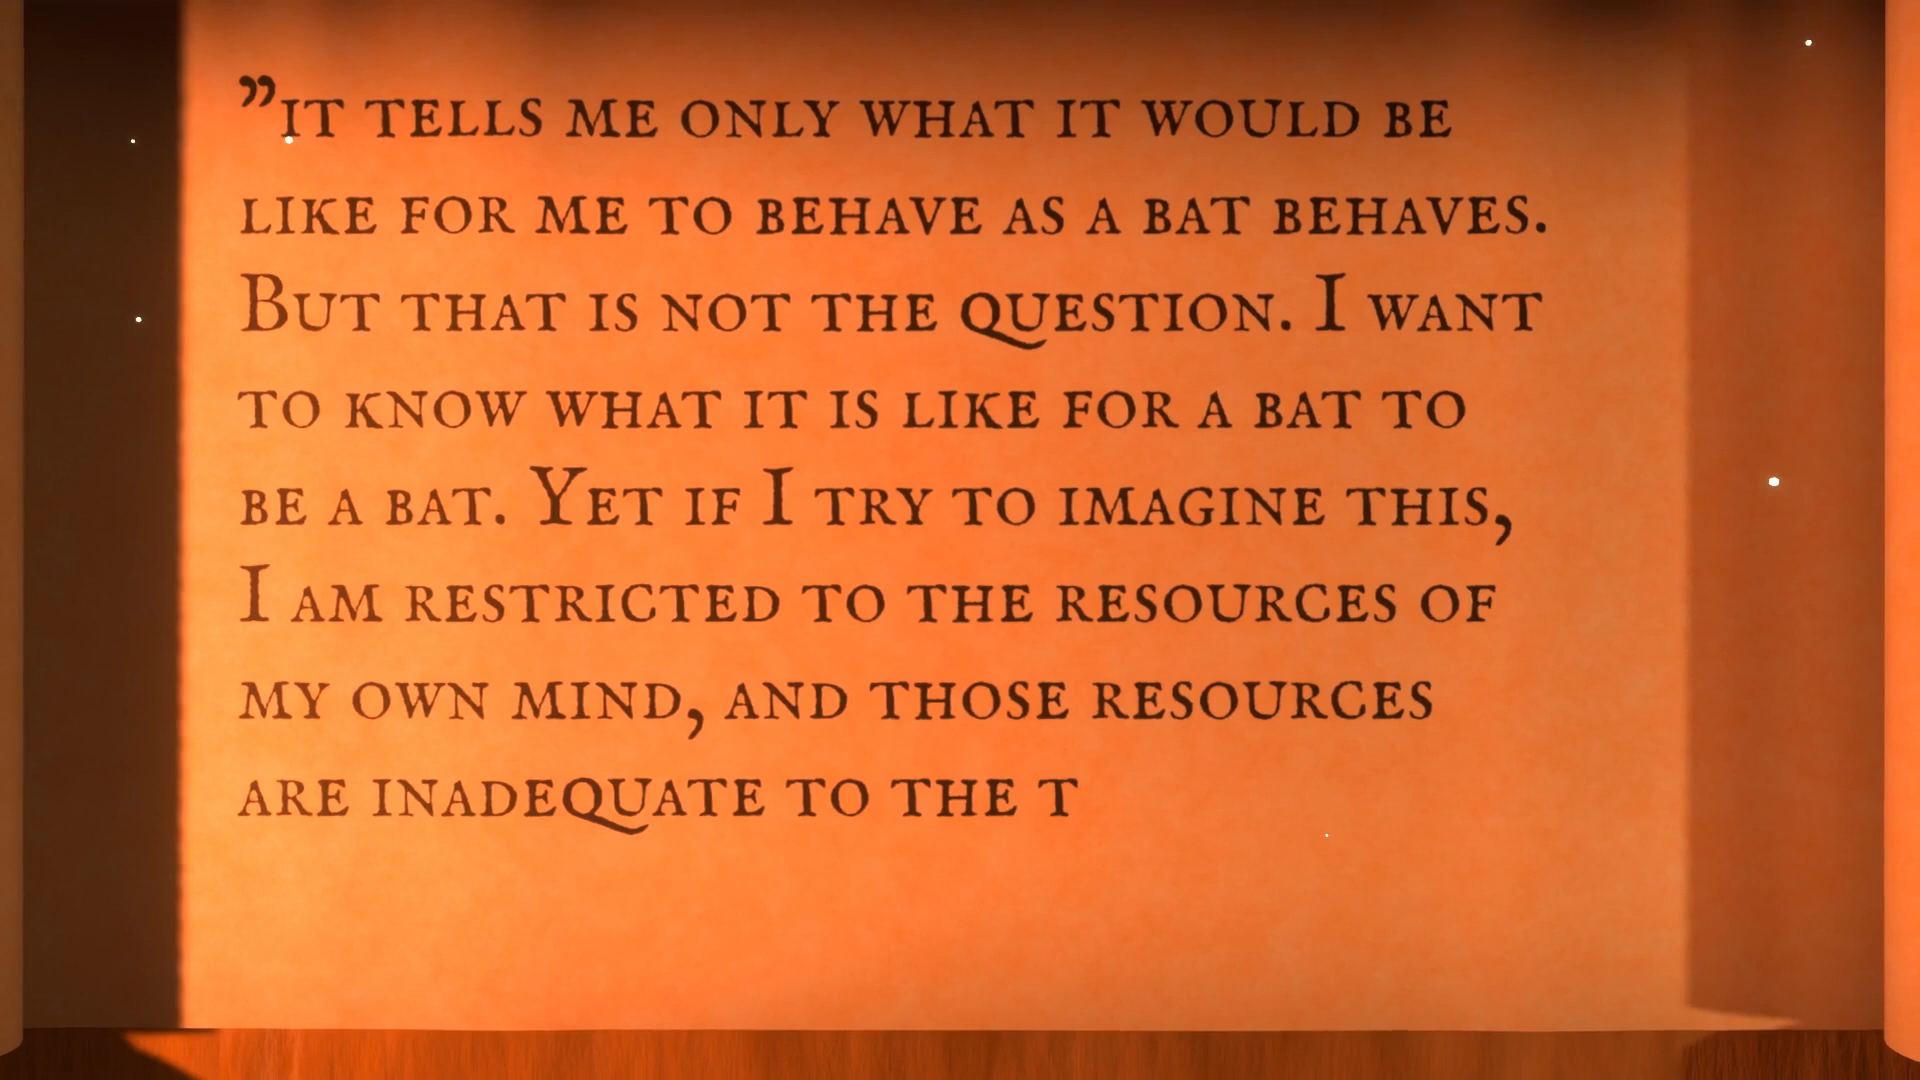 ”It tells me only what it would be
like for me to behave as a bat behaves.
But that is not the question. I want
to know what it is like for a bat to
be a bat. Yet if I try to imagine this,
I am restricted to the resources of
my own mind, and those resources
are inadequate to the t